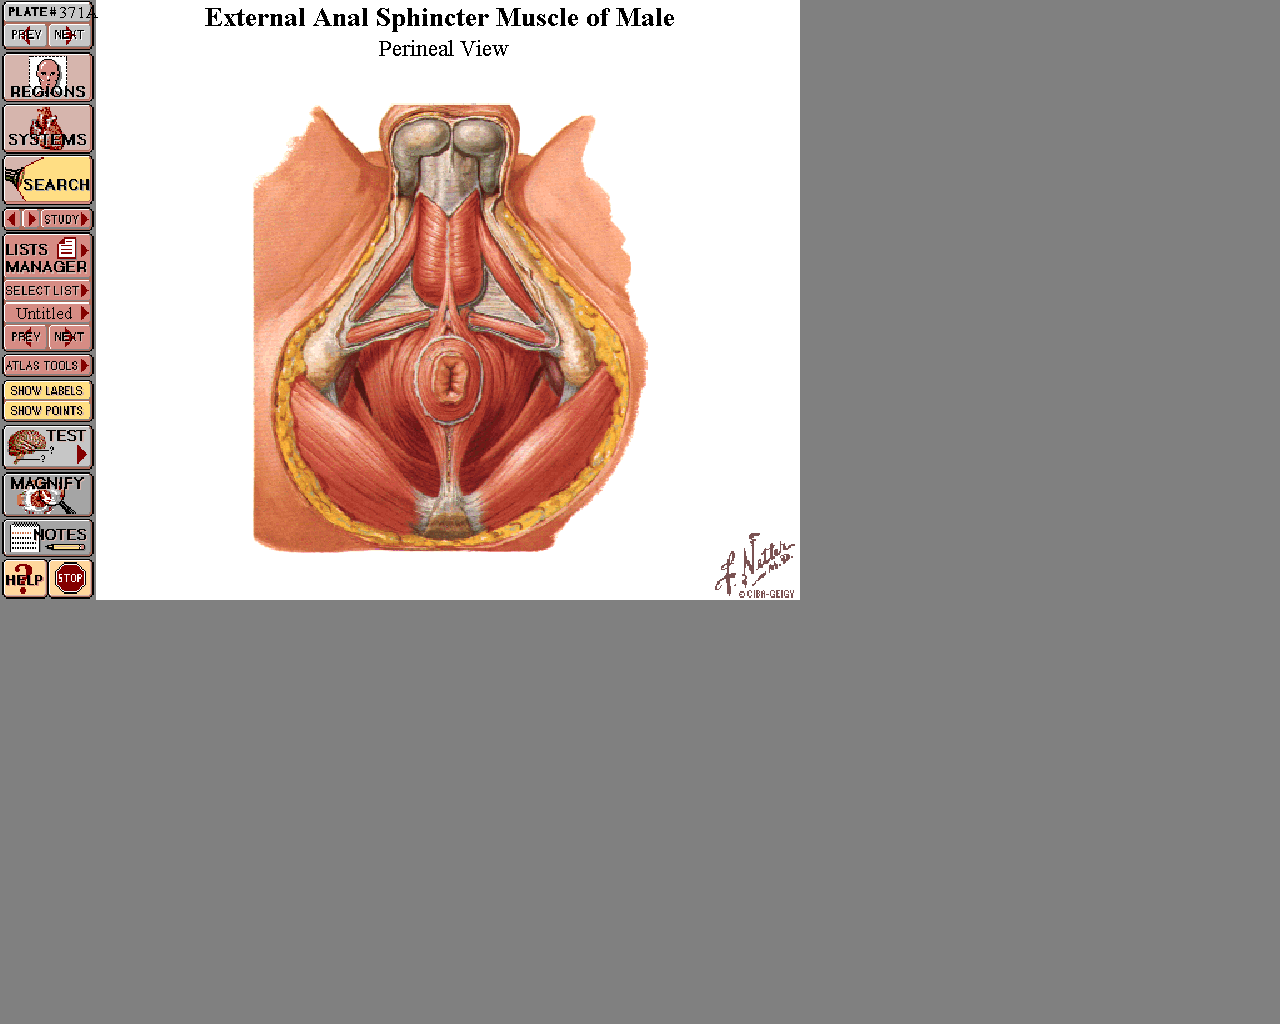 PLATE# 371A
PREV NEXT
REGIONS
SYSTEMS
SEARCH
STUDY
LISTS
MANAGER
SELECT LIST
Untitled
PREV NEXT
ATLAS TOOLS
SHOW LABELS
SHOW POINTS
TEST
?
?
MAGNIFY
NOTES
HELP ? STOP
External Anal Sphincter Muscle of Male
Perineal View
F. Netter
M.D.
© CIBA-GEIGY